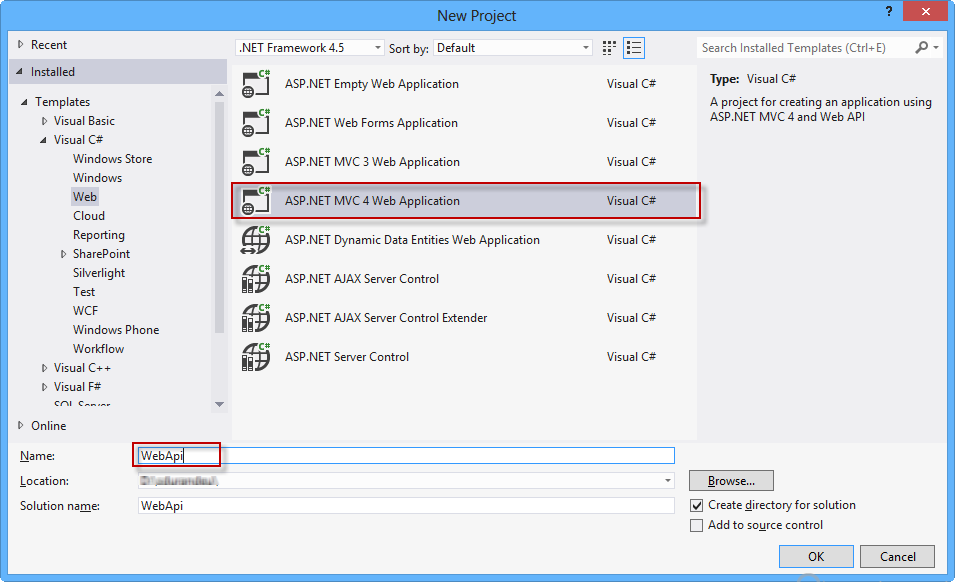 New Project
?
Recent
Installed
Templates
Visual Basic
Visual C#
Windows Store
Windows
Web
Cloud
Reporting
SharePoint
Silverlight
Test
WCF
Windows Phone
Workflow
Visual C++
Visual F#
SQL Server
Online
.NET Framework 4.5
Sort by: Default
Search Installed Templates (Ctrl+E)
C# ASP.NET Empty Web Application Visual C#
C# ASP.NET Web Forms Application Visual C#
C# ASP.NET MVC 3 Web Application Visual C#
C# ASP.NET MVC 4 Web Application Visual C#
C# ASP.NET Dynamic Data Entities Web Application Visual C#
C# ASP.NET AJAX Server Control Visual C#
C# ASP.NET AJAX Server Control Extender Visual C#
C# ASP.NET Server Control Visual C#
Type: Visual C#
A project for creating an application using
ASP.NET MVC 4 and Web API
Name: WebApi
Location:
Browse...
Solution name: WebApi
Create directory for solution
Add to source control
OK
Cancel